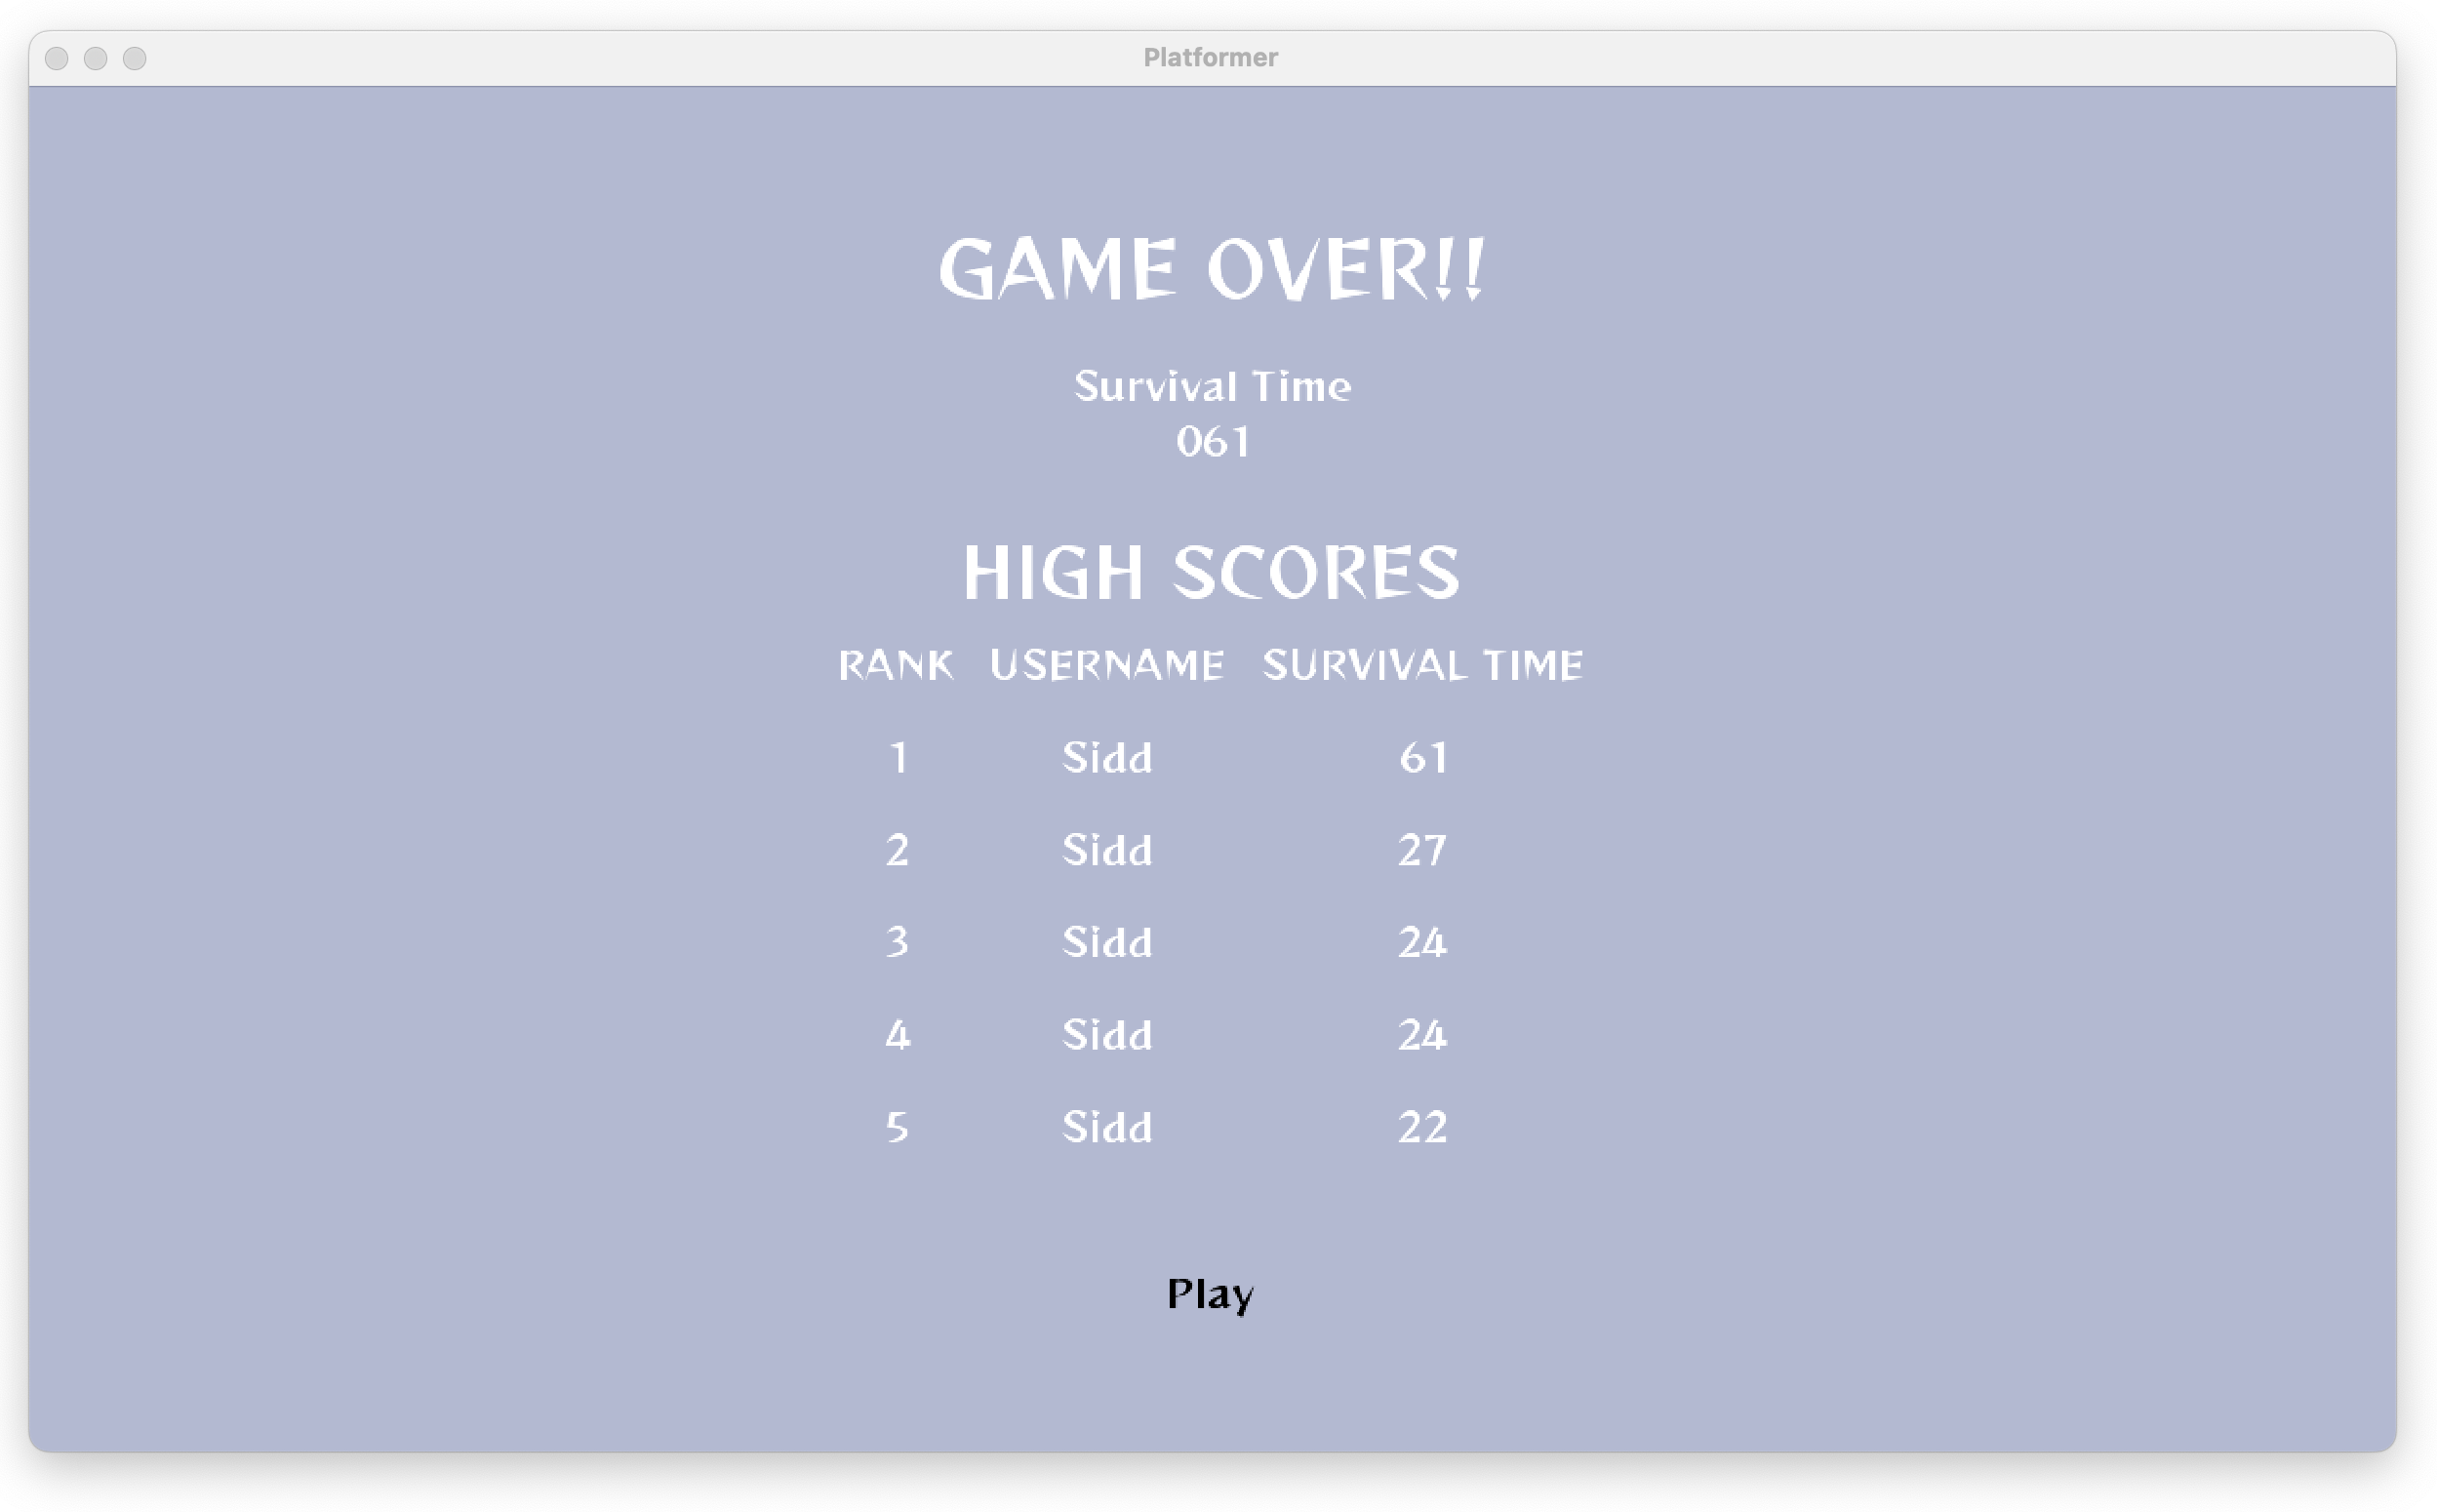 Platformer
GAME OVER!!
Survival Time
061
HIGH SCORES
RANK USERNAME SURVIVAL TIME
1 Sidd 61
2 Sidd 27
3 Sidd 24
4 Sidd 24
5 Sidd 22
Play